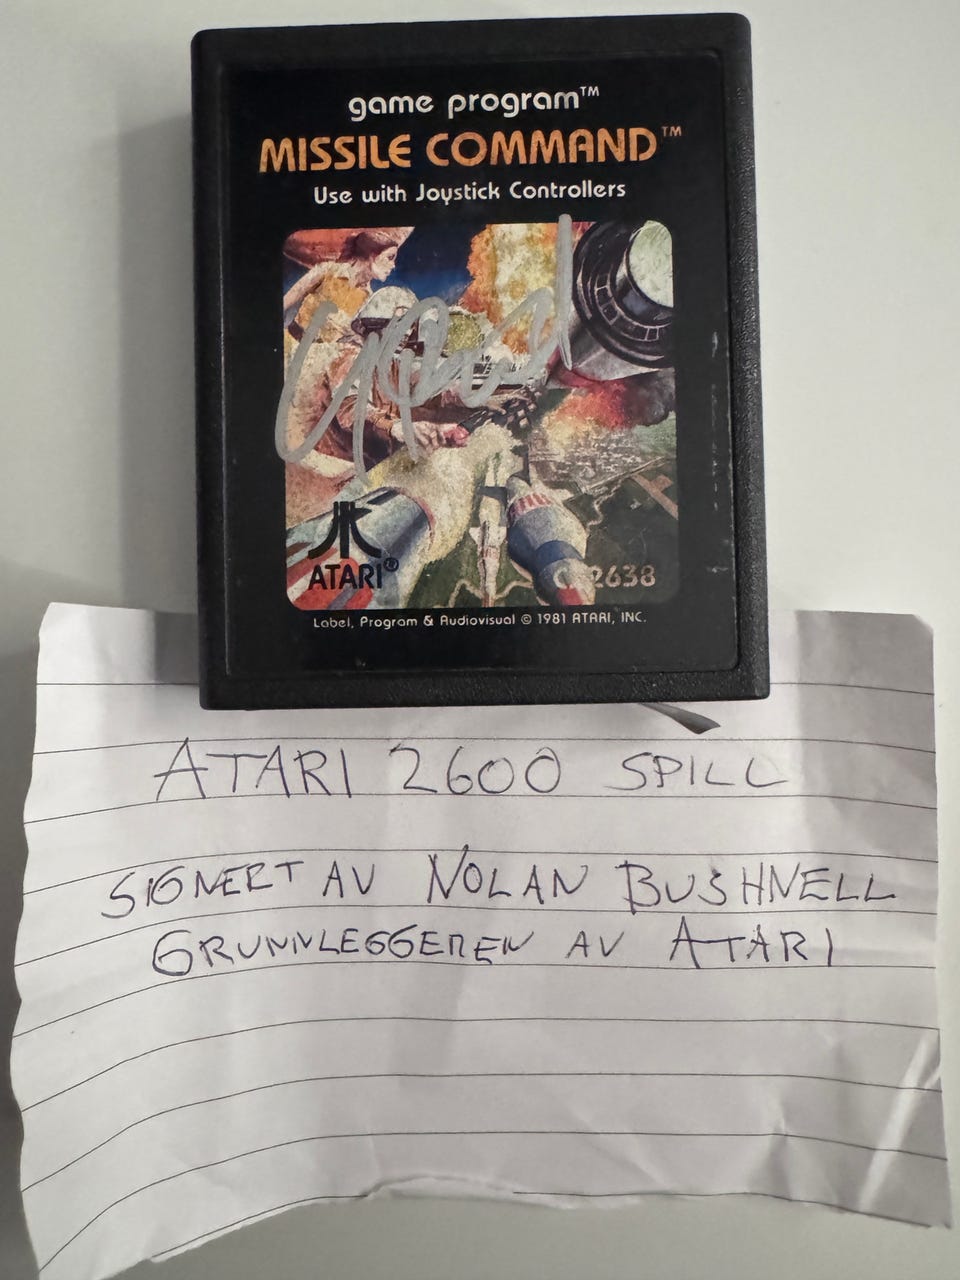 game program™
MISSILE COMMAND™
Use with Joystick Controllers
ATARI®
2638
Label, Program & Audiovisual © 1981 ATARI, INC.
ATARI 2600 SPILL
SIGNERT AV NOLAN BUSHNELL
GRUNNLEGGEREN AV ATARI